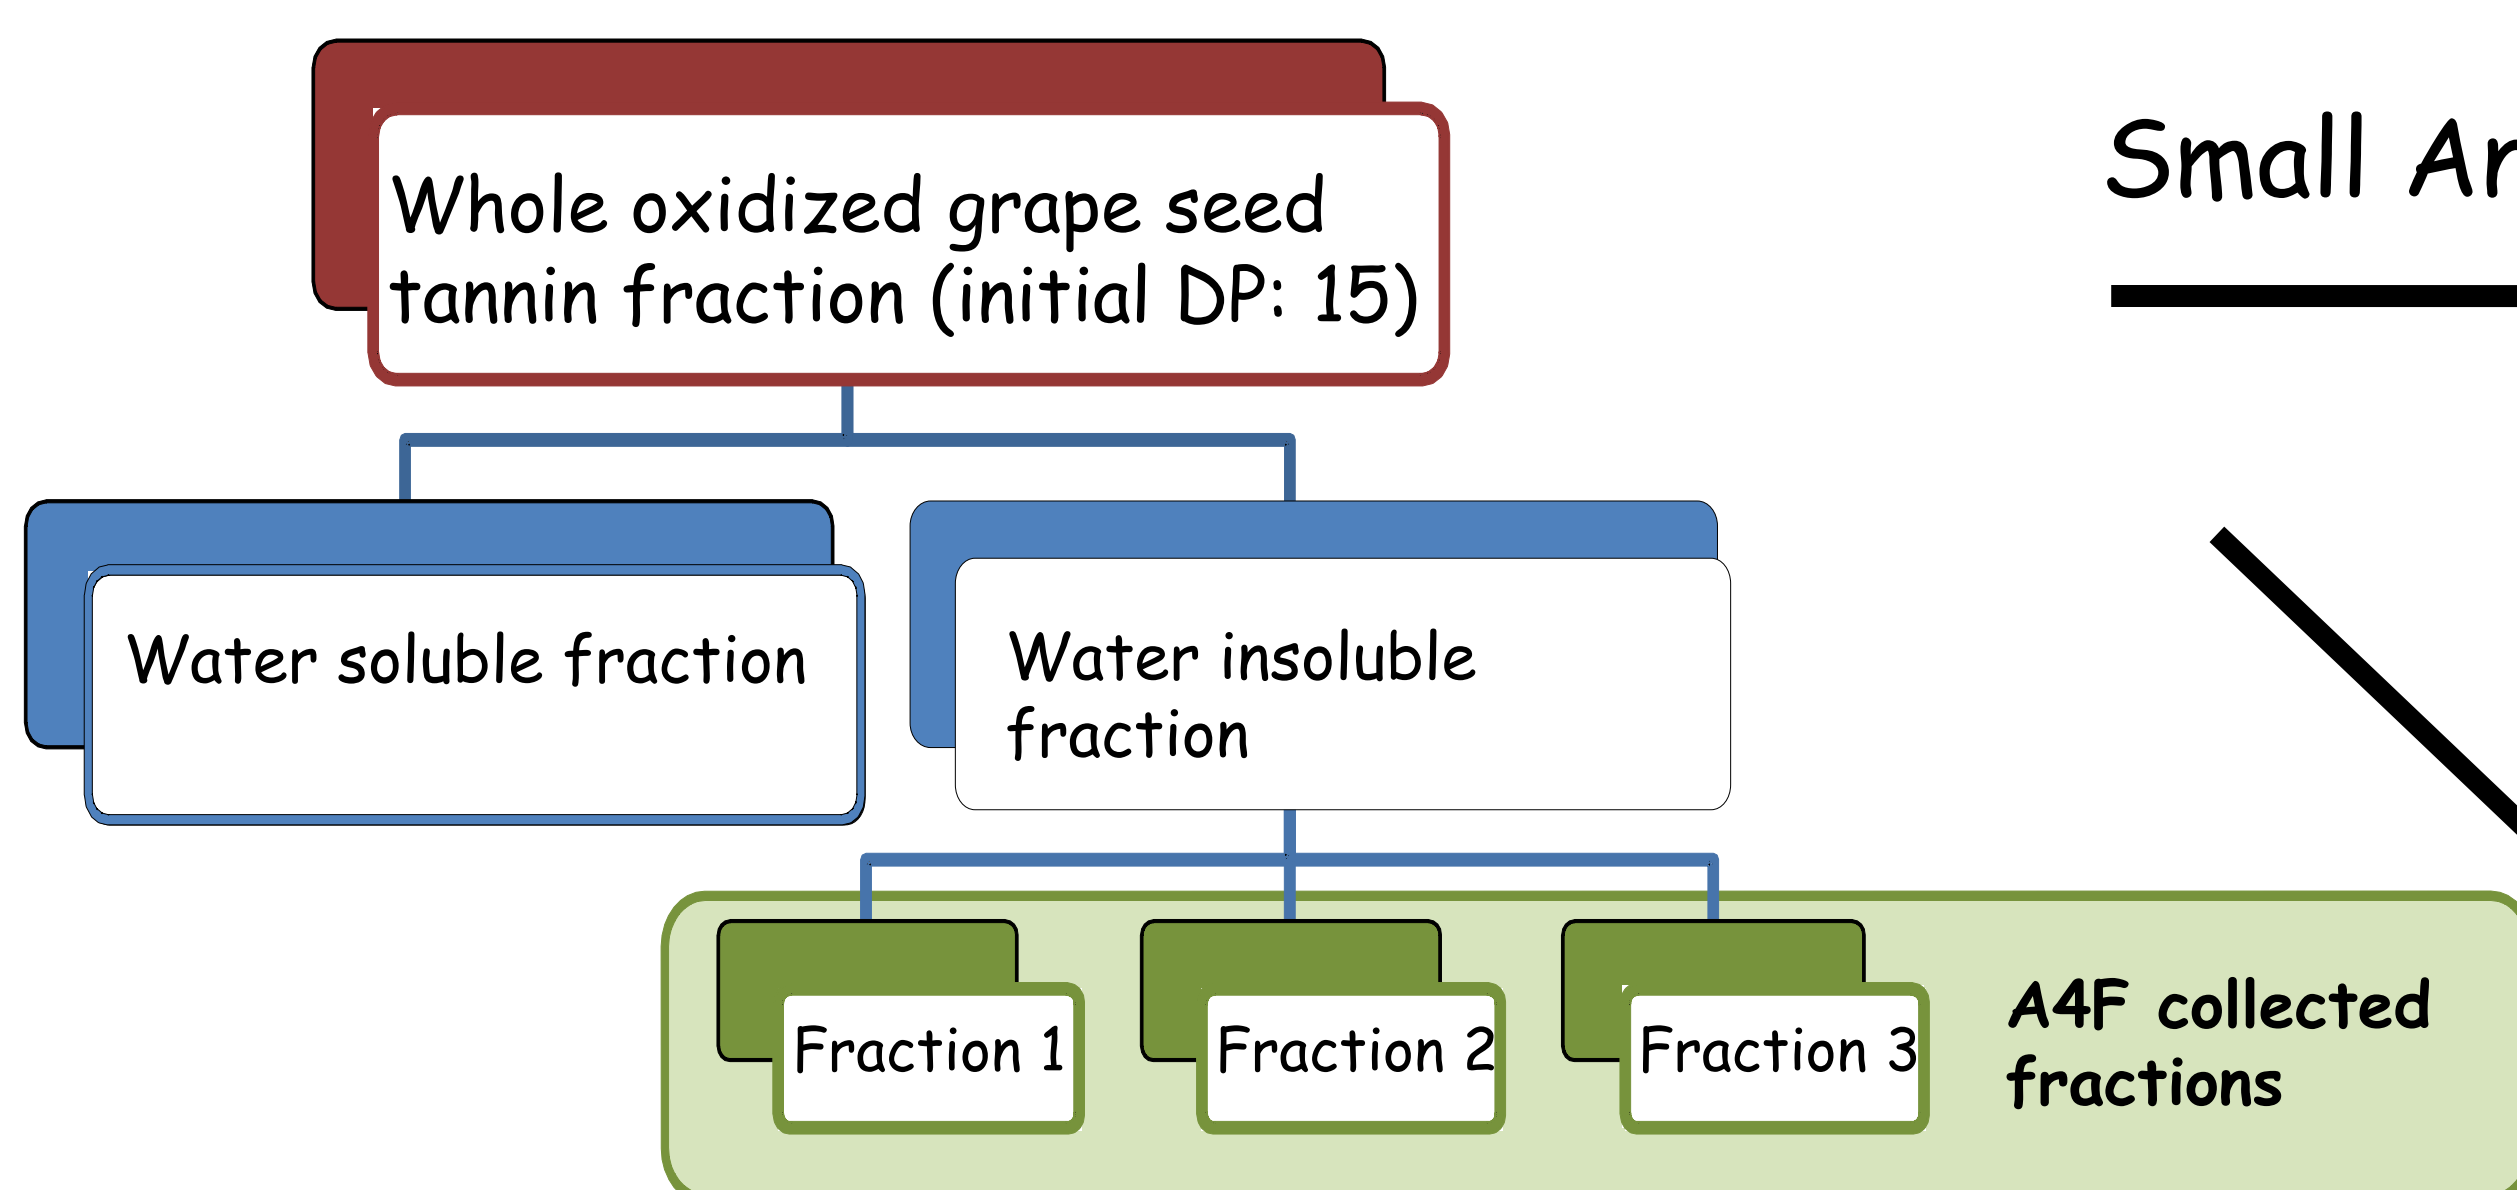 Whole oxidized grape seed
tannin fraction (initial DP: 15)
Small
Water soluble fraction
Water insoluble
fraction
Fraction 1
Fraction 2
Fraction 3
A4F collected
fractions